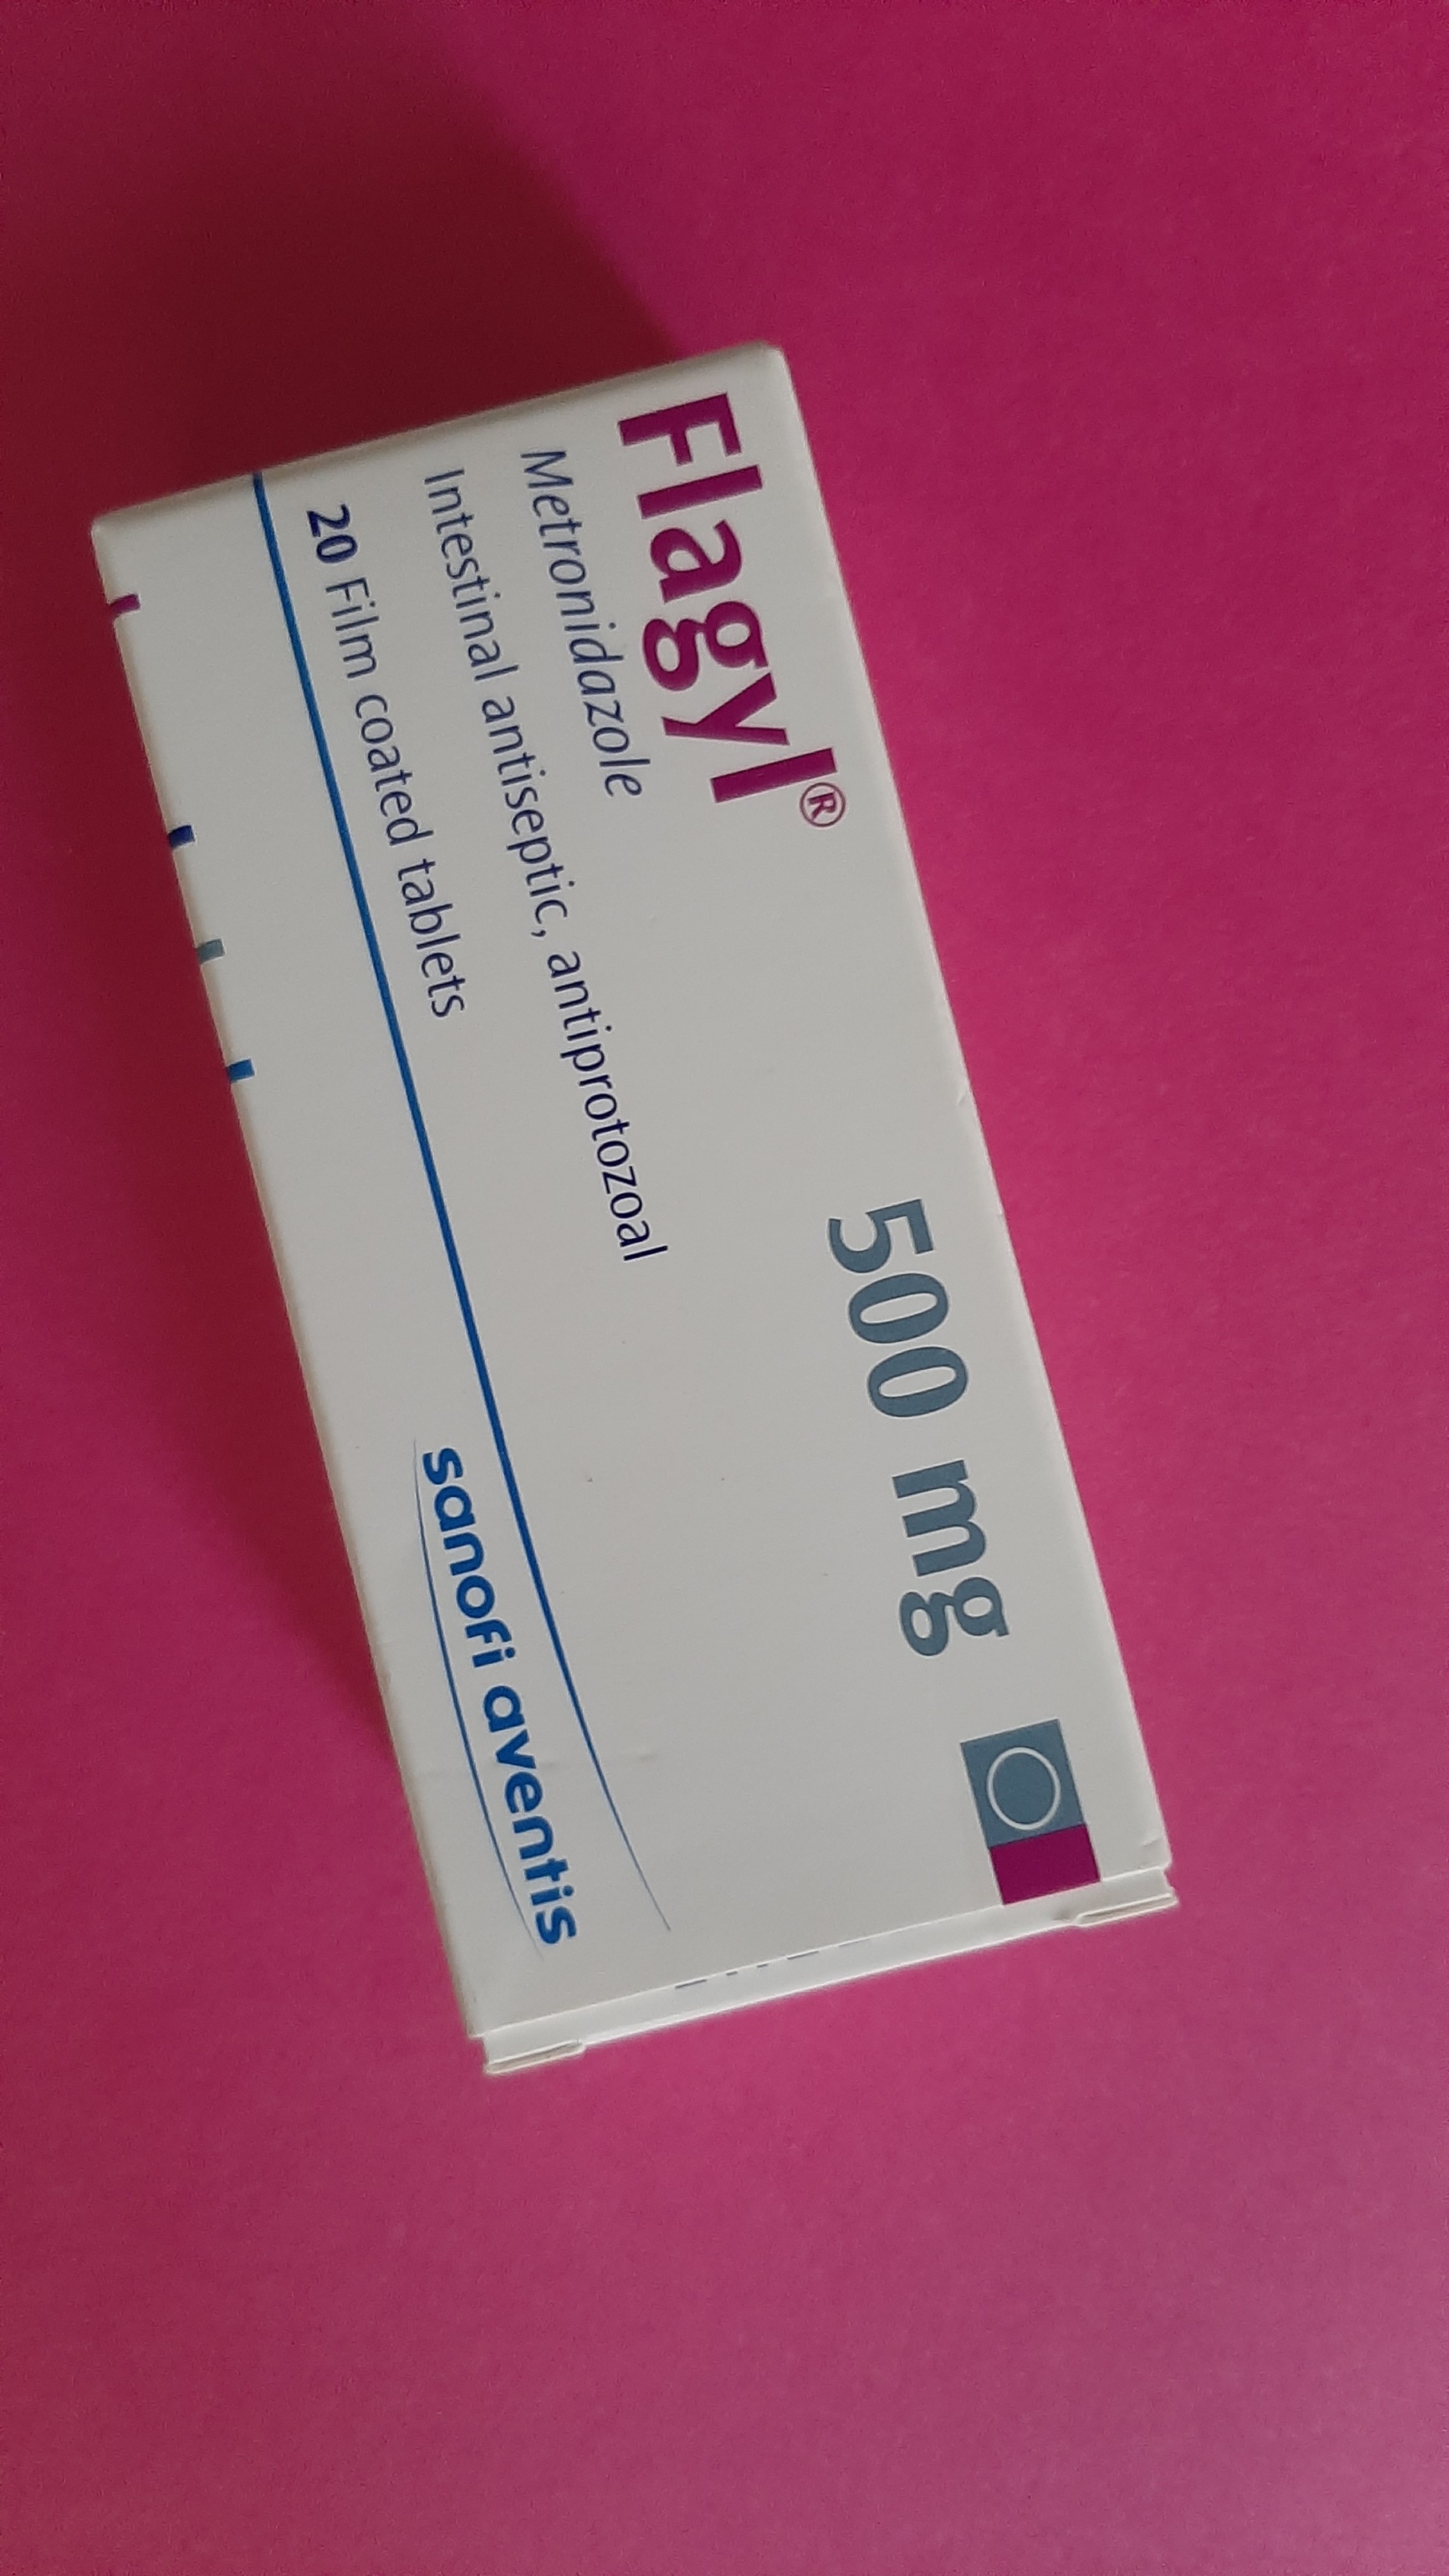 Flagyl®
500 mg
Metronidazole
Intestinal antiseptic, antiprotozoal
20 Film coated tablets
sanofi aventis